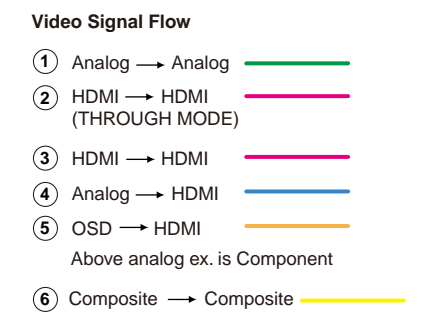 Video Signal Flow
1 Analog → Analog
2 HDMI → HDMI
(THROUGH MODE)
3 HDMI → HDMI
4 Analog → HDMI
5 OSD → HDMI
Above analog ex. is Component
6 Composite → Composite